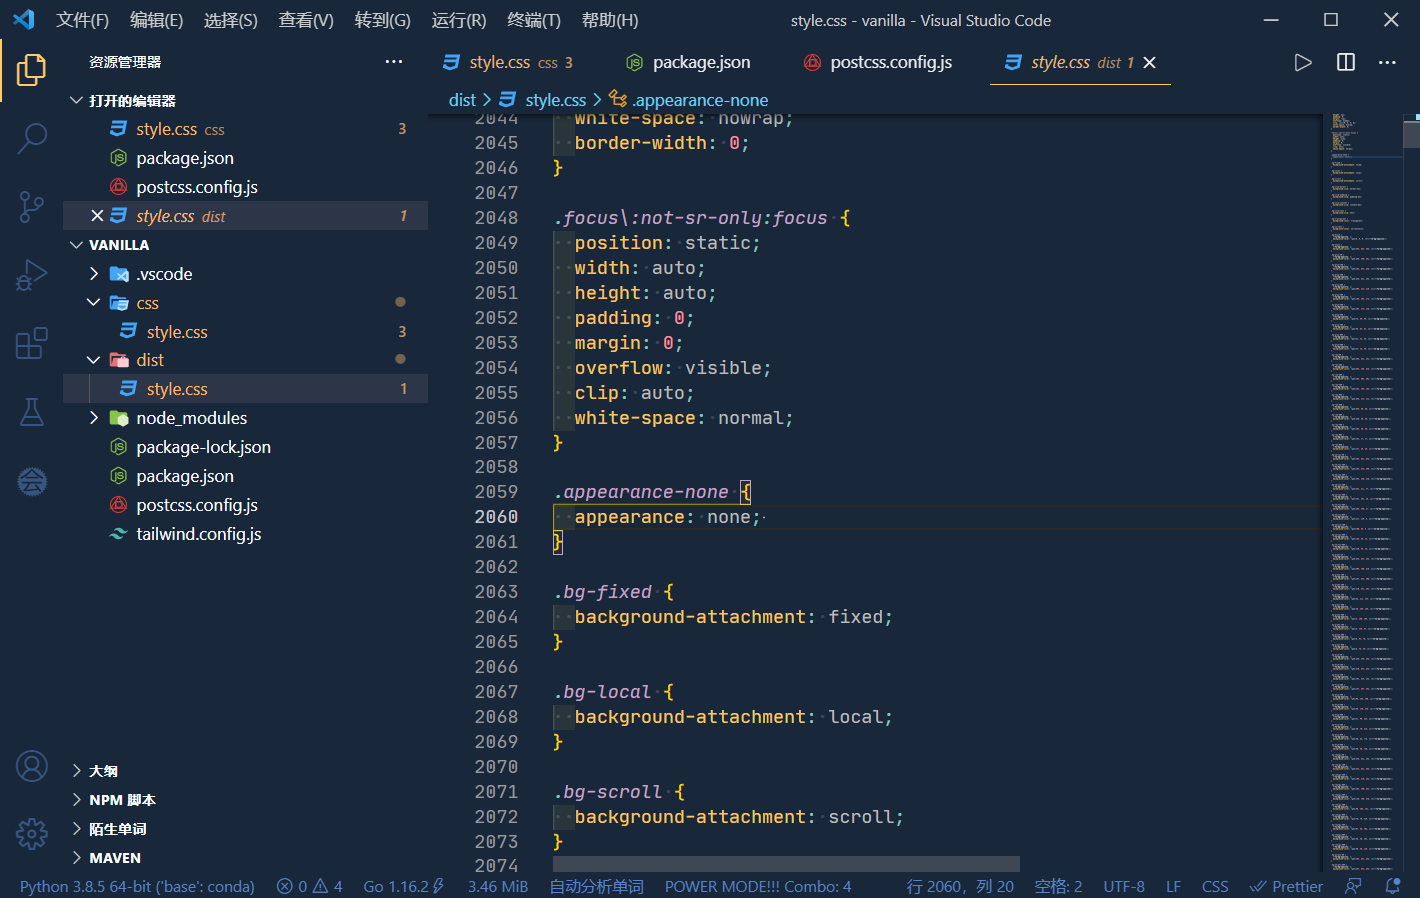 文件(F) 编辑(E) 选择(S) 查看(V) 转到(G) 运行(R) 终端(T) 帮助(H) style.css - vanilla - Visual Studio Code
资源管理器
打开的编辑器
style.css css 3
package.json
postcss.config.js
style.css dist 1
VANILLA
.vscode
css
style.css 3
dist
style.css 1
node_modules
package-lock.json
package.json
postcss.config.js
tailwind.config.js
大纲
NPM 脚本
陌生单词
MAVEN
style.css css 3 package.json postcss.config.js style.css dist 1
dist > style.css > .appearance-none
2044 white-space: nowrap;
2045 border-width: 0;
2046 }
2047
2048 .focus\:not-sr-only:focus {
2049 position: static;
2050 width: auto;
2051 height: auto;
2052 padding: 0;
2053 margin: 0;
2054 overflow: visible;
2055 clip: auto;
2056 white-space: normal;
2057 }
2058
2059 .appearance-none {
2060 appearance: none;
2061 }
2062
2063 .bg-fixed {
2064 background-attachment: fixed;
2065 }
2066
2067 .bg-local {
2068 background-attachment: local;
2069 }
2070
2071 .bg-scroll {
2072 background-attachment: scroll;
2073 }
2074
Python 3.8.5 64-bit ('base': conda) 0 4 Go 1.16.2 3.46 MiB 自动分析单词 POWER MODE!!! Combo: 4 行 2060，列 20 空格: 2 UTF-8 LF CSS Prettier